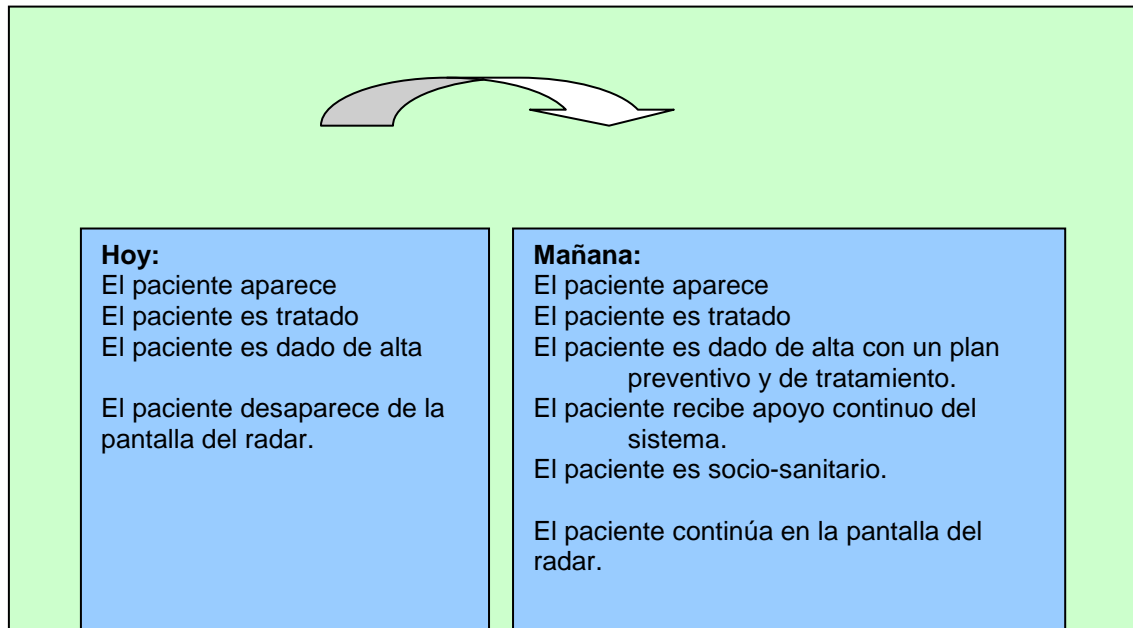 Hoy:
El paciente aparece
El paciente es tratado
El paciente es dado de alta
El paciente desaparece de la
pantalla del radar.
Mañana:
El paciente aparece
El paciente es tratado
El paciente es dado de alta con un plan
preventivo y de tratamiento.
El paciente recibe apoyo continuo del
sistema.
El paciente es socio-sanitario.
El paciente continúa en la pantalla del
radar.